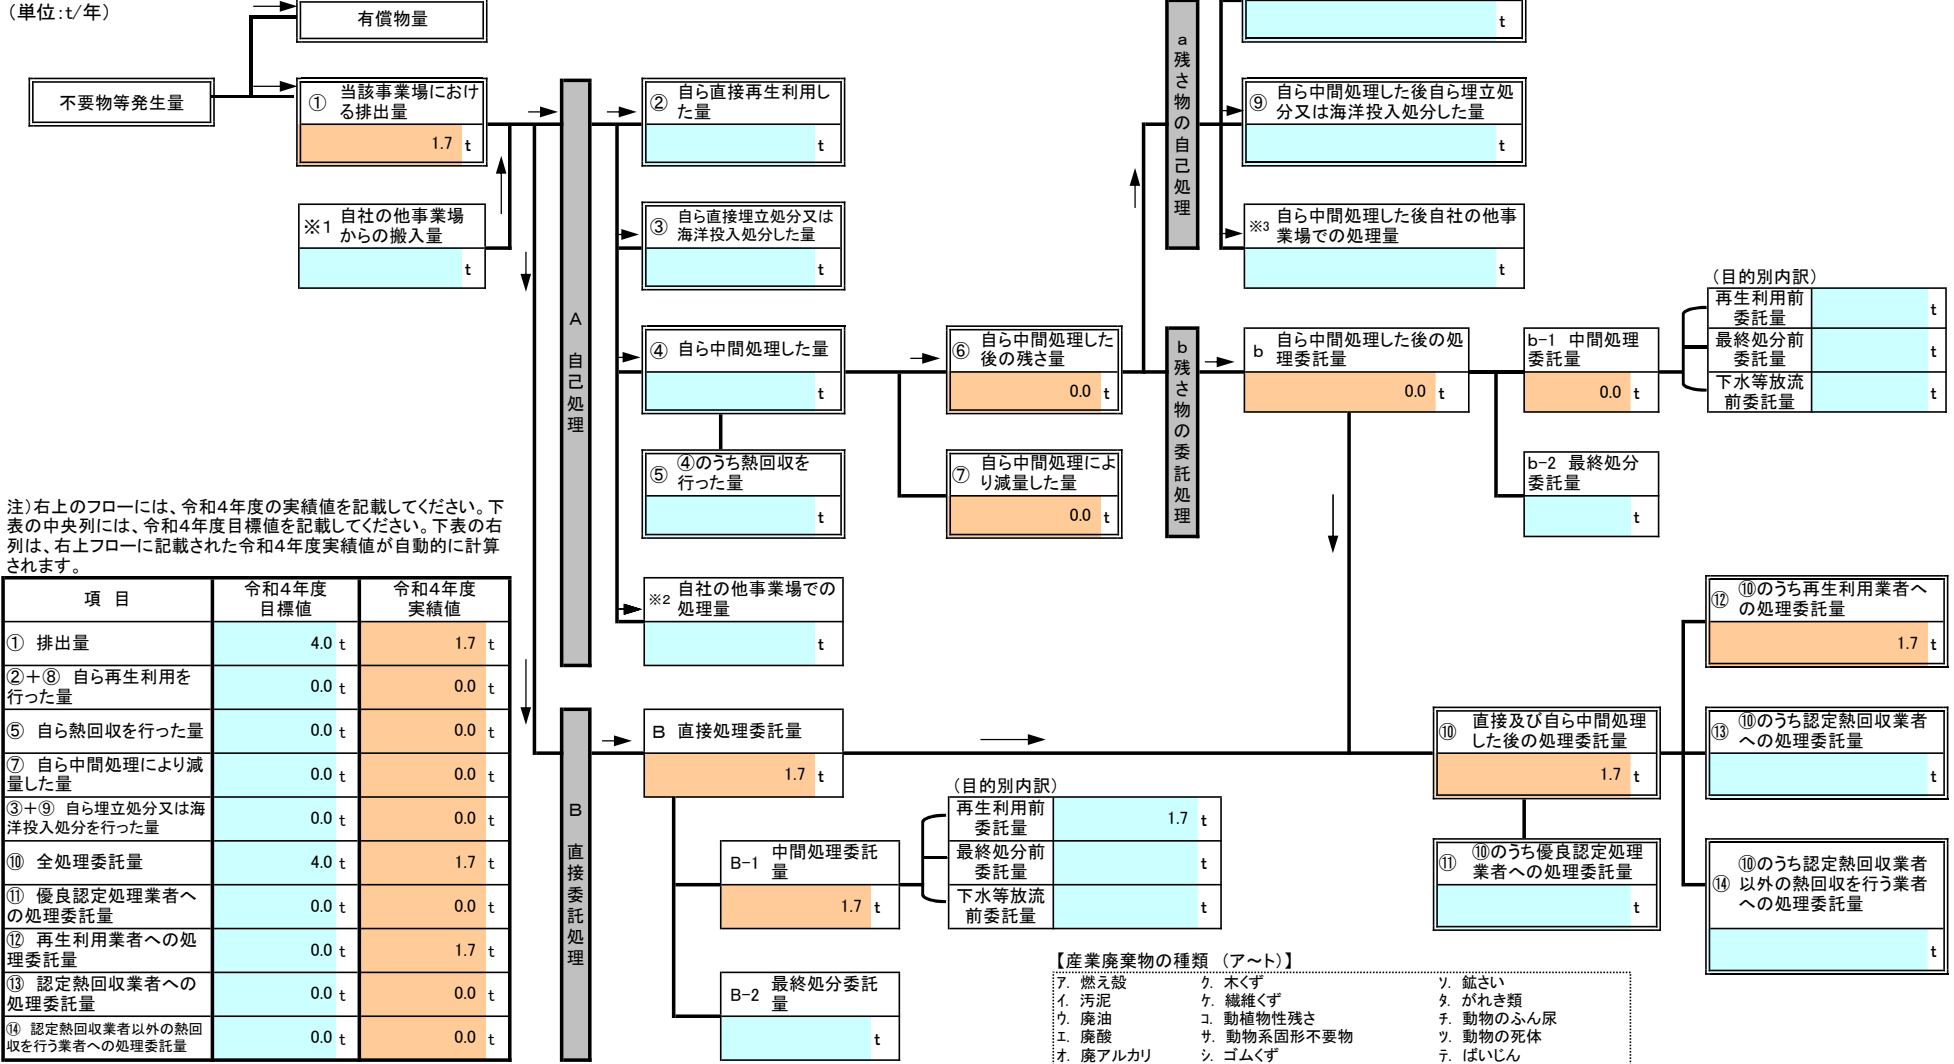 （単位:t/年）
有償物量
不要物等発生量
① 当該事業場におけ
る排出量
1.7 t
※1 自社の他事業場
からの搬入量
t
A 自己処理
② 自ら直接再生利用し
た量
t
③ 自ら直接埋立処分又は
海洋投入処分した量
t
④ 自ら中間処理した量
t
⑤ ④のうち熱回収を
行った量
t
※2 自社の他事業場での
処理量
t
⑥ 自ら中間処理した
後の残さ量
0.0 t
⑦ 自ら中間処理によ
り減量した量
0.0 t
a残さ物の自己処理
t
⑨ 自ら中間処理した後自ら埋立処
分又は海洋投入処分した量
t
※3 自ら中間処理した後自社の他事
業場での処理量
t
b残さ物の委託処理
b 自ら中間処理した後の処
理委託量
0.0 t
b-1 中間処理
委託量
0.0 t
b-2 最終処分
委託量
t
（目的別内訳）
再生利用前
委託量
t
最終処分前
委託量
t
下水等放流
前委託量
t
注）右上のフローには、令和4年度の実績値を記載してください。下
表の中央列には、令和4年度目標値を記載してください。下表の右
列は、右上フローに記載された令和4年度実績値が自動的に計算
されます。
項 目 令和4年度
目標値 令和4年度
実績値
① 排出量 4.0 t 1.7 t
②＋⑧ 自ら再生利用を
行った量 0.0 t 0.0 t
⑤ 自ら熱回収を行った量 0.0 t 0.0 t
⑦ 自ら中間処理により減
量した量 0.0 t 0.0 t
③＋⑨ 自ら埋立処分又は海
洋投入処分を行った量 0.0 t 0.0 t
⑩ 全処理委託量 4.0 t 1.7 t
⑪ 優良認定処理業者へ
の処理委託量 0.0 t 0.0 t
⑫ 再生利用業者への処
理委託量 0.0 t 1.7 t
⑬ 認定熱回収業者への
処理委託量 0.0 t 0.0 t
⑭ 認定熱回収業者以外の熱回
収を行う業者への処理委託量 0.0 t 0.0 t
B 直接委託処理
B 直接処理委託量
1.7 t
B-1 中間処理委託
量
1.7 t
B-2 最終処分委託
量
t
（目的別内訳）
再生利用前
委託量
1.7 t
最終処分前
委託量
t
下水等放流
前委託量
t
⑩ 直接及び自ら中間処理
した後の処理委託量
1.7 t
⑪ ⑩のうち優良認定処理
業者への処理委託量
t
⑫ ⑩のうち再生利用業者へ
の処理委託量
1.7 t
⑬ ⑩のうち認定熱回収業者
への処理委託量
t
⑭ ⑩のうち認定熱回収業者
以外の熱回収を行う業者
への処理委託量
t
【産業廃棄物の種類 （ア～ト）】
ア. 燃え殻 ク. 木くず ソ. 鉱さい
イ. 汚泥 ケ. 繊維くず タ. がれき類
ウ. 廃油 コ. 動植物性残さ チ. 動物のふん尿
エ. 廃酸 サ. 動物系固形不要物 ツ. 動物の死体
オ. 廃アルカリ シ. ゴムくず テ. ばいじん